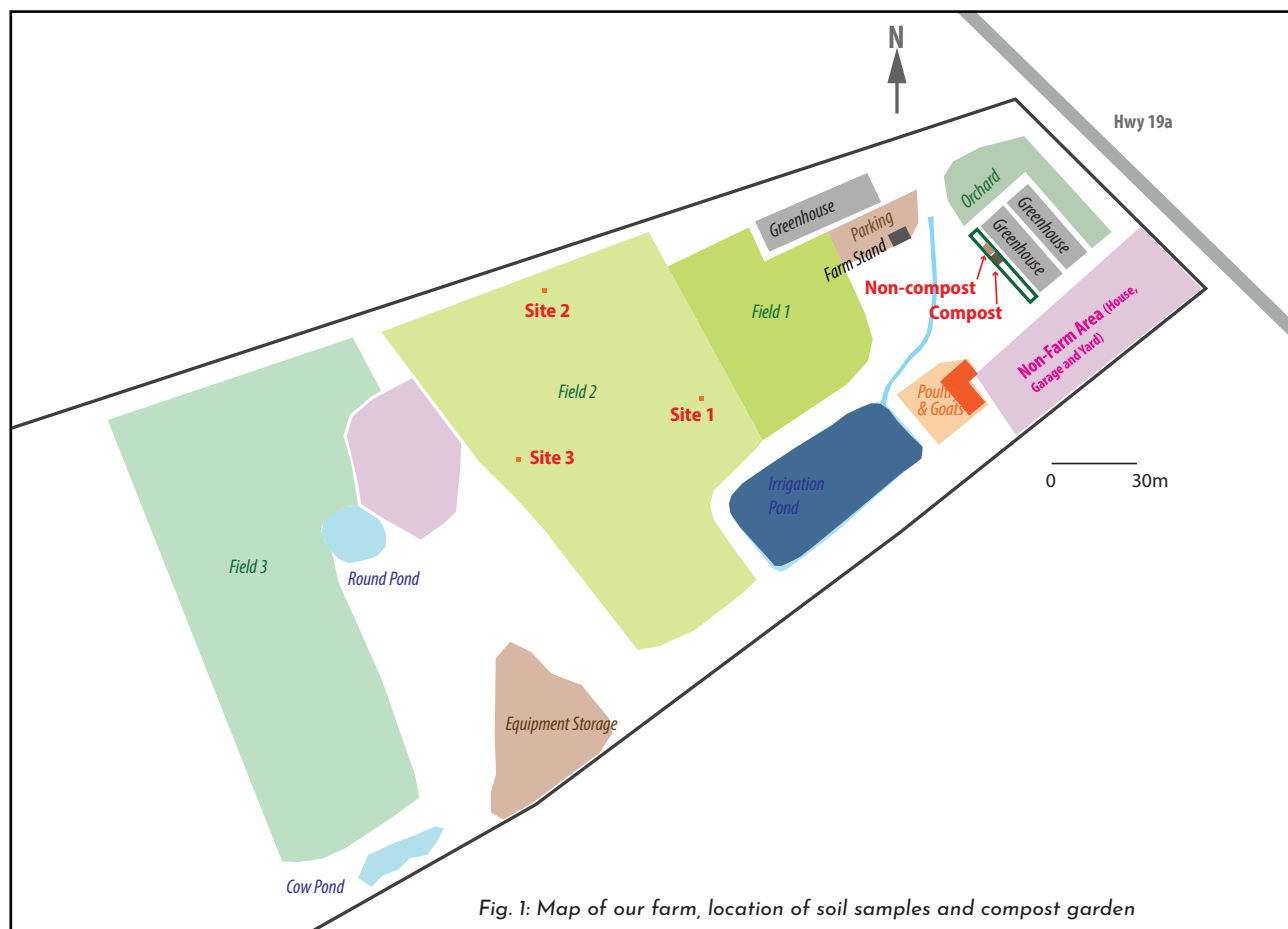 N
Hwy 19a
Orchard
Greenhouse
Greenhouse
Greenhouse
Parking
Farm Stand
Non-compost
Compost
Site 2
Field 1
Non-Farm Area (House,
Garage and Yard)
Field 2
Site 1
Poultry
& Goats
Site 3
0 30m
Irrigation
Pond
Field 3
Round Pond
Equipment Storage
Cow Pond
Fig. 1: Map of our farm, location of soil samples and compost garden